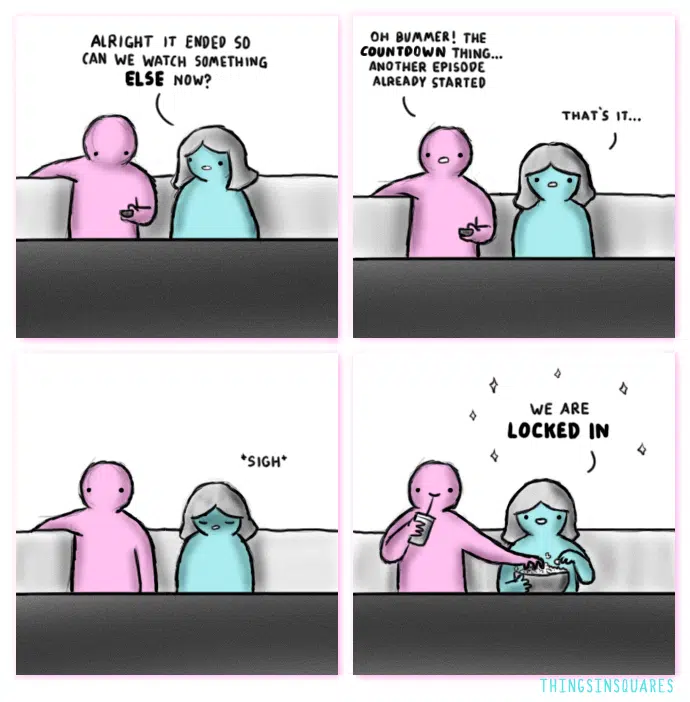 ALRIGHT IT ENDED SO
CAN WE WATCH SOMETHING
ELSE NOW?
OH BUMMER! THE
COUNTDOWN THING...
ANOTHER EPISODE
ALREADY STARTED
THAT'S IT...
*SIGH*
WE ARE
LOCKED IN
THINGSINSQUARES